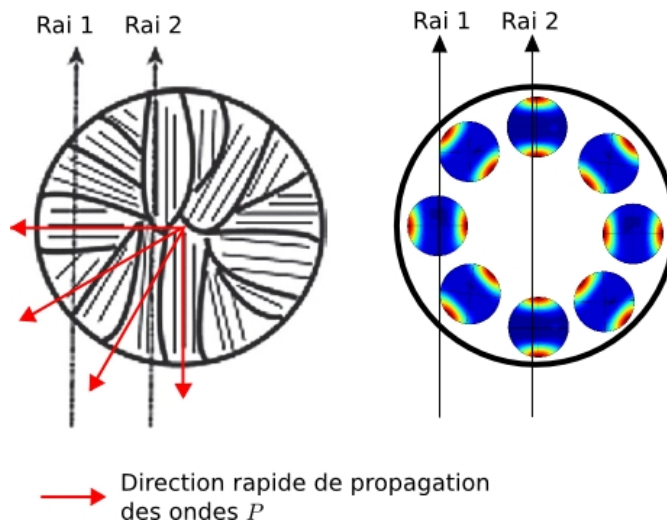 Rai 1 Rai 2
Rai 1 Rai 2
Direction rapide de propagation
des ondes P